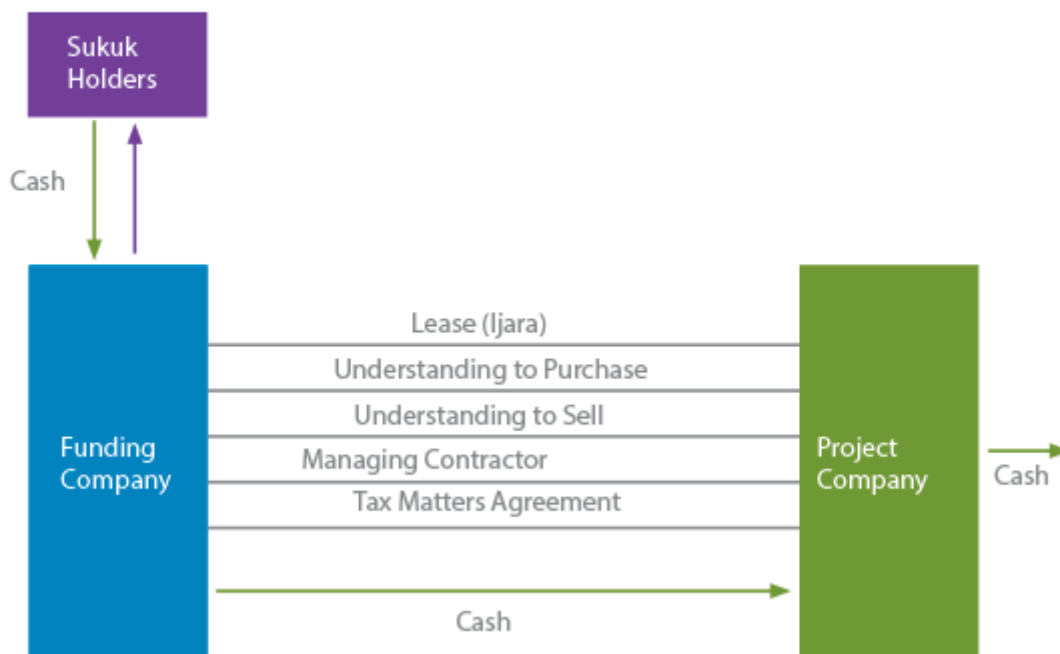 Sukuk
Holders
Cash
Lease (Ijara)
Understanding to Purchase
Understanding to Sell
Managing Contractor
Tax Matters Agreement
Funding
Company
Project
Company
Cash
Cash